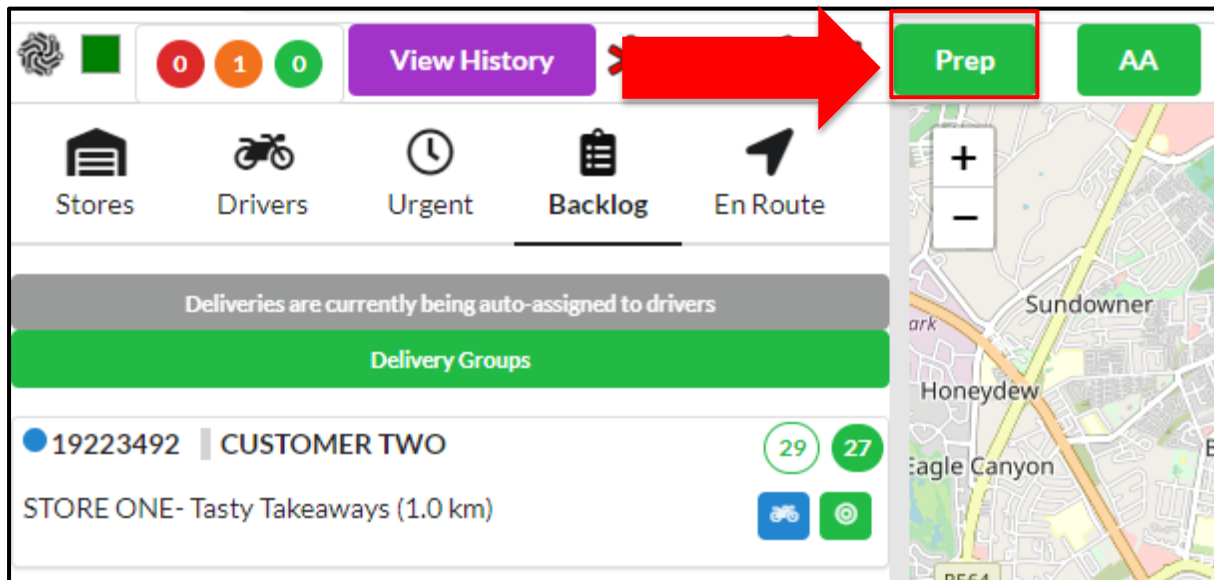 0 1 0 View History Prep AA
Stores Drivers Urgent Backlog En Route
+
−
Deliveries are currently being auto-assigned to drivers
Delivery Groups
19223492 CUSTOMER TWO 29 27
STORE ONE- Tasty Takeaways (1.0 km)
Sundowner
ark
Honeydew
Eagle Canyon